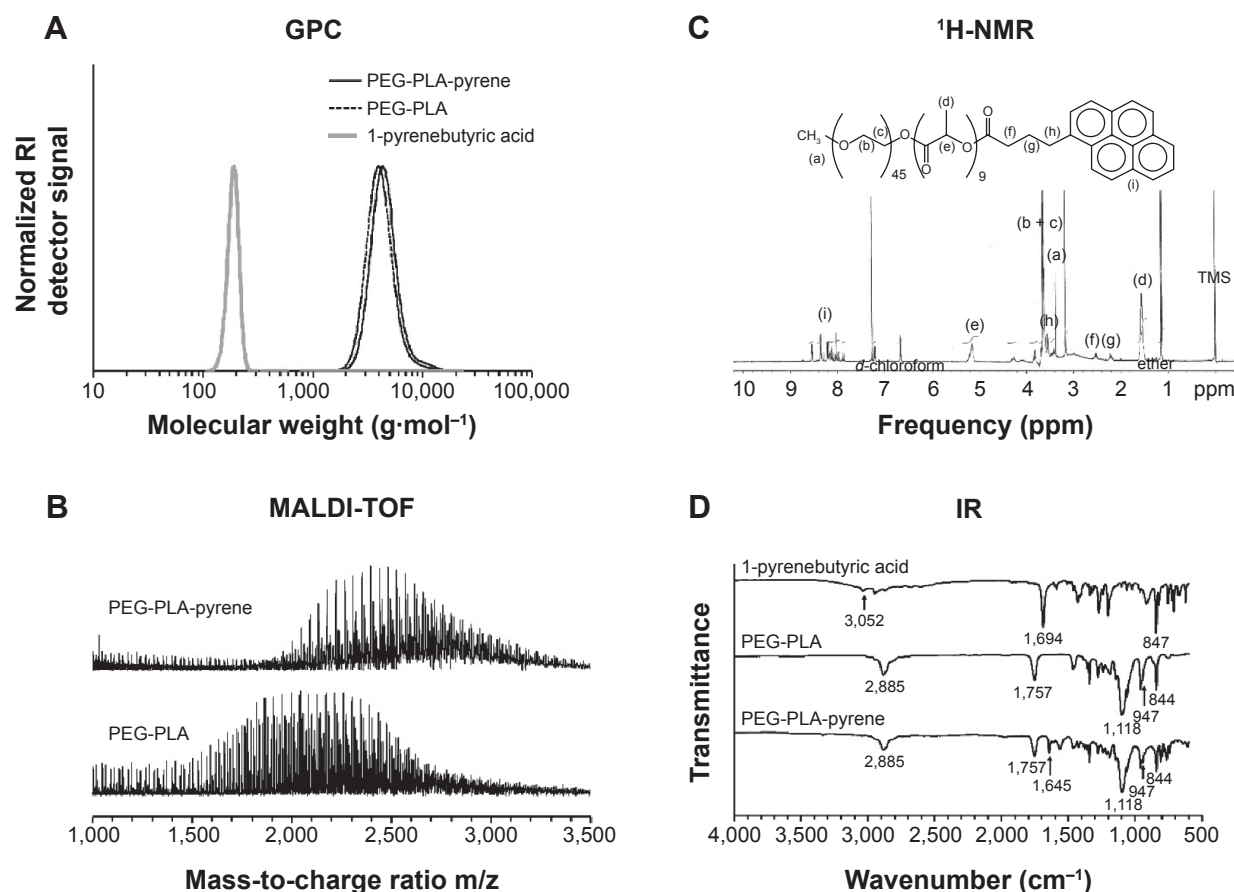 A
GPC
PEG-PLA-pyrene
PEG-PLA
1-pyrenebutyric acid
Normalized RI
detector signal
10 100 1,000 10,000 100,000
Molecular weight (g·mol⁻¹)
B
MALDI-TOF
PEG-PLA-pyrene
PEG-PLA
1,000 1,500 2,000 2,500 3,000 3,500
Mass-to-charge ratio m/z
C
¹H-NMR
(d)
O
(c) O (f) (h)
CH₃ O (b) (e) O (g)
(a) O
45 9 (i)
(b + c)
(a)
TMS
(d)
(i)
(e) (h)
(f) (g)
d-chloroform ether
10 9 8 7 6 5 4 3 2 1 ppm
Frequency (ppm)
D
IR
1-pyrenebutyric acid
3,052
1,694 847
PEG-PLA
2,885 1,757
844
947
1,118
PEG-PLA-pyrene
2,885 1,757
1,645
844
947
1,118
Transmittance
4,000 3,500 3,000 2,500 2,000 1,500 1,000 500
Wavenumber (cm⁻¹)